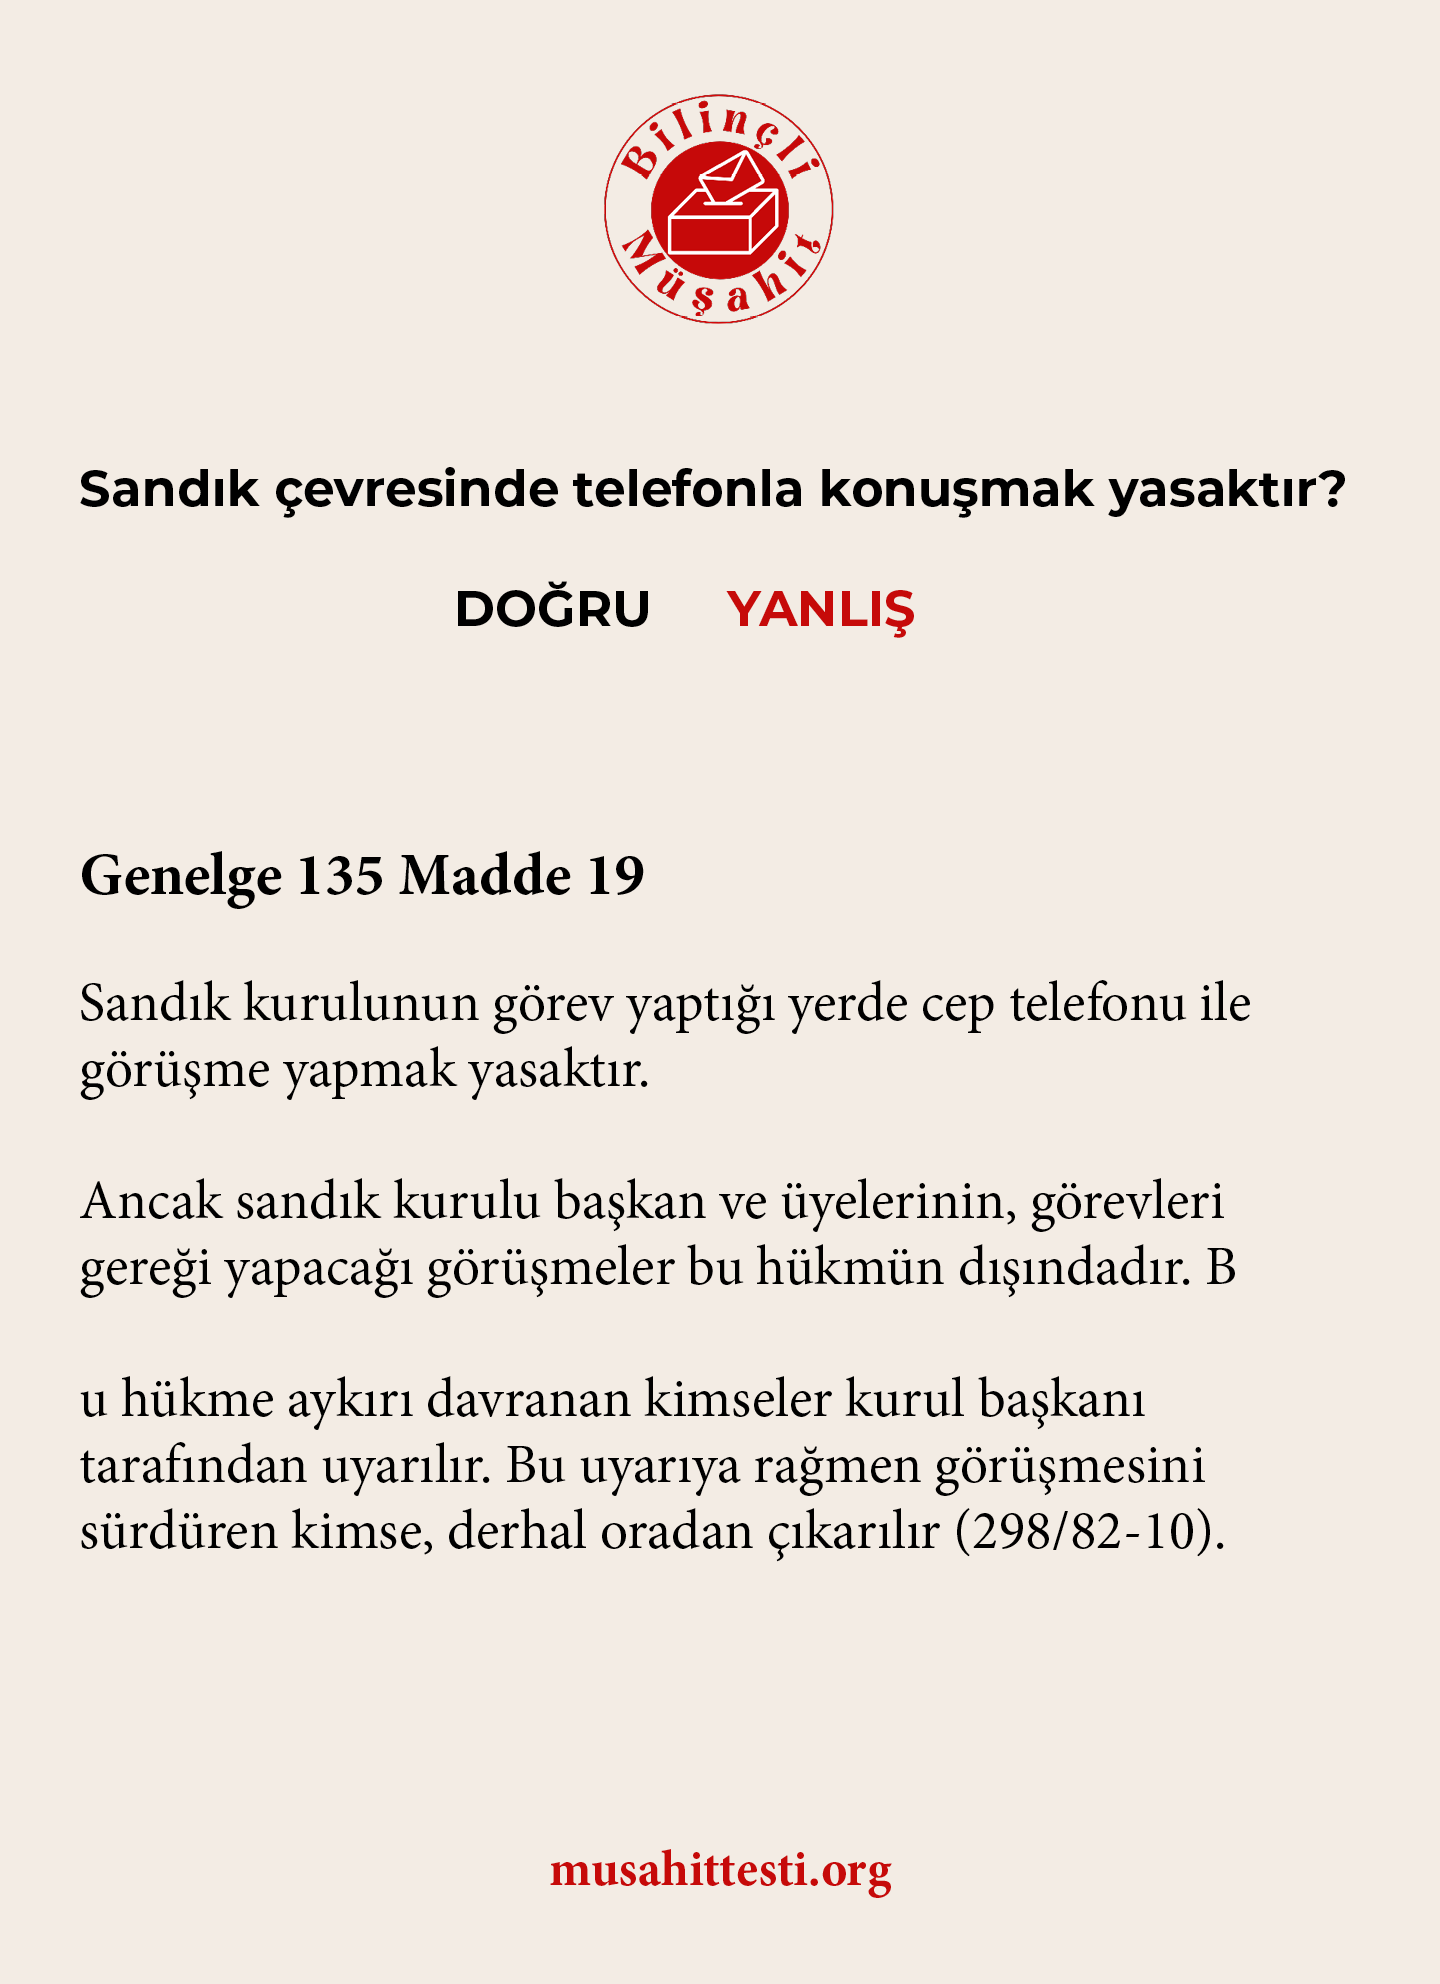 Bilinçli
Müşahit
Sandık çevresinde telefonla konuşmak yasaktır?
DOĞRU YANLIŞ
Genelge 135 Madde 19
Sandık kurulunun görev yaptığı yerde cep telefonu ile
görüşme yapmak yasaktır.
Ancak sandık kurulu başkan ve üyelerinin, görevleri
gereği yapacağı görüşmeler bu hükmün dışındadır. B
u hükme aykırı davranan kimseler kurul başkanı
tarafından uyarılır. Bu uyarıya rağmen görüşmesini
sürdüren kimse, derhal oradan çıkarılır (298/82-10).
musahittesti.org